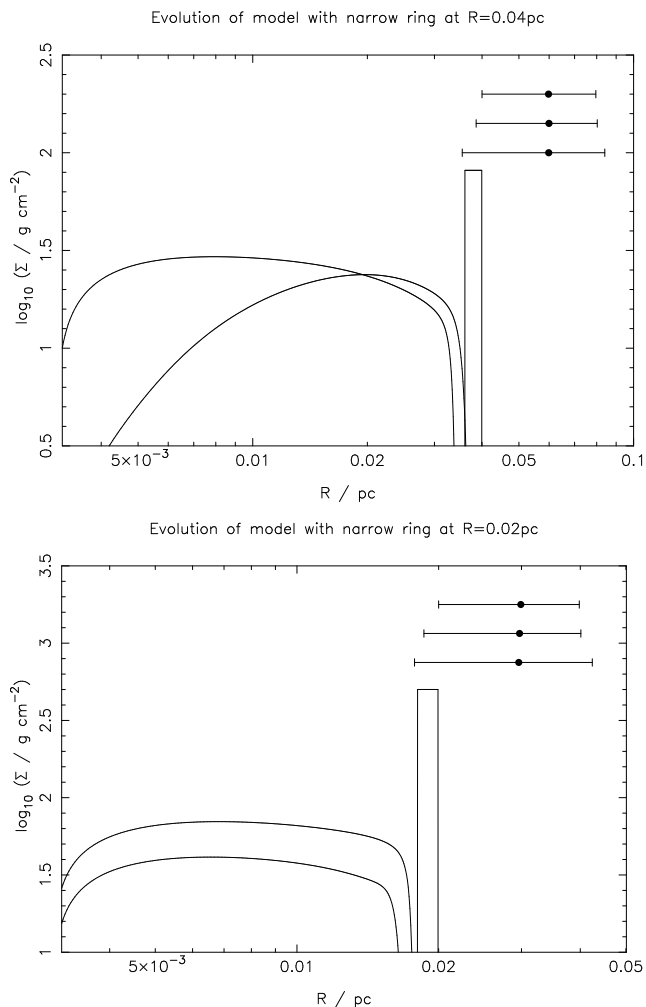 Evolution of model with narrow ring at R=0.04pc
2.5
2
1.5
1
0.5
log₁₀ (Σ / g cm⁻²)
5×10⁻³ 0.01 0.02 0.05 0.1
R / pc
Evolution of model with narrow ring at R=0.02pc
3.5
3
2.5
2
1.5
1
log₁₀ (Σ / g cm⁻²)
5×10⁻³ 0.01 0.02 0.05
R / pc